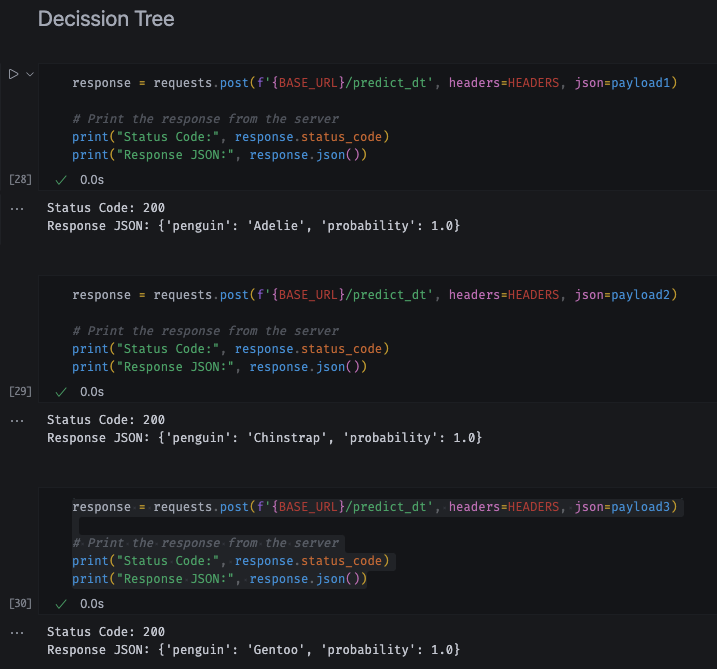 Decission Tree
response = requests.post(f'{BASE_URL}/predict_dt', headers=HEADERS, json=payload1)
# Print the response from the server
print("Status Code:", response.status_code)
print("Response JSON:", response.json())
[28] 0.0s
... Status Code: 200
Response JSON: {'penguin': 'Adelie', 'probability': 1.0}
response = requests.post(f'{BASE_URL}/predict_dt', headers=HEADERS, json=payload2)
# Print the response from the server
print("Status Code:", response.status_code)
print("Response JSON:", response.json())
[29] 0.0s
... Status Code: 200
Response JSON: {'penguin': 'Chinstrap', 'probability': 1.0}
response = requests.post(f'{BASE_URL}/predict_dt', headers=HEADERS, json=payload3)
# Print the response from the server
print("Status Code:", response.status_code)
print("Response JSON:", response.json())
[30] 0.0s
... Status Code: 200
Response JSON: {'penguin': 'Gentoo', 'probability': 1.0}